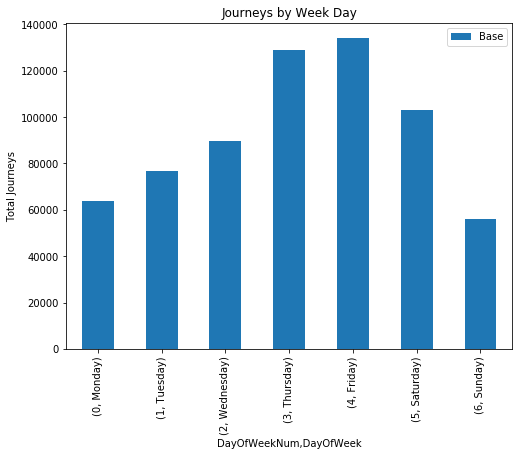 Journeys by Week Day
Base
Total Journeys
140000
120000
100000
80000
60000
40000
20000
0
(0, Monday)
(1, Tuesday)
(2, Wednesday)
(3, Thursday)
(4, Friday)
(5, Saturday)
(6, Sunday)
DayOfWeekNum,DayOfWeek